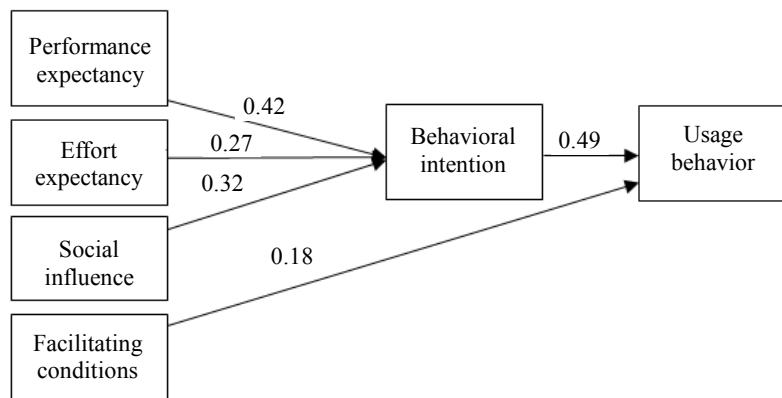 Performance
expectancy
0.42
Effort
expectancy
0.27
0.32
Social
influence
0.18
Facilitating
conditions
Behavioral
intention
0.49
Usage
behavior